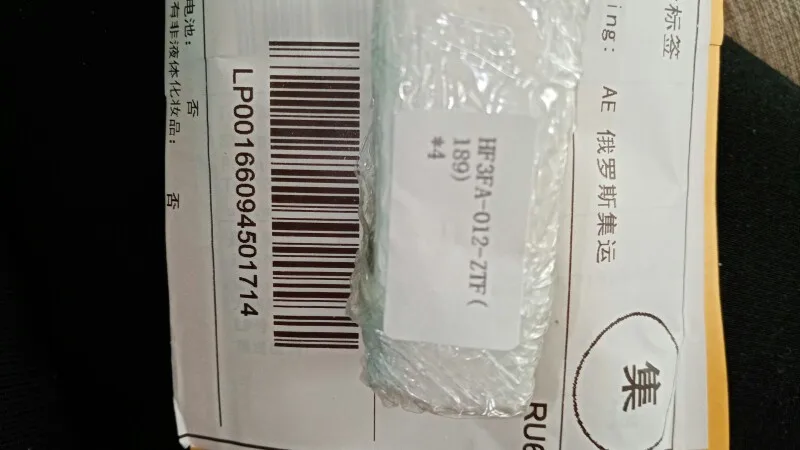 标签
ing: AE 俄罗斯集运
集
HF3FA-012-ZTF(
189)
*4
RU6
LP00166094501714
电池: 否
有非液体化妆品: 否